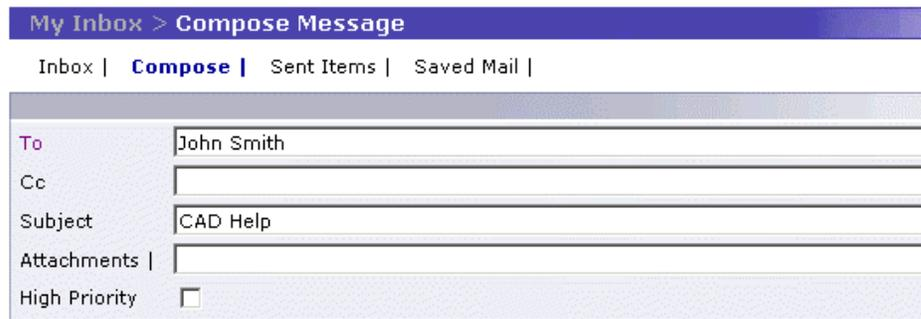 My Inbox > Compose Message
Inbox | Compose | Sent Items | Saved Mail |
To John Smith
Cc
Subject CAD Help
Attachments |
High Priority